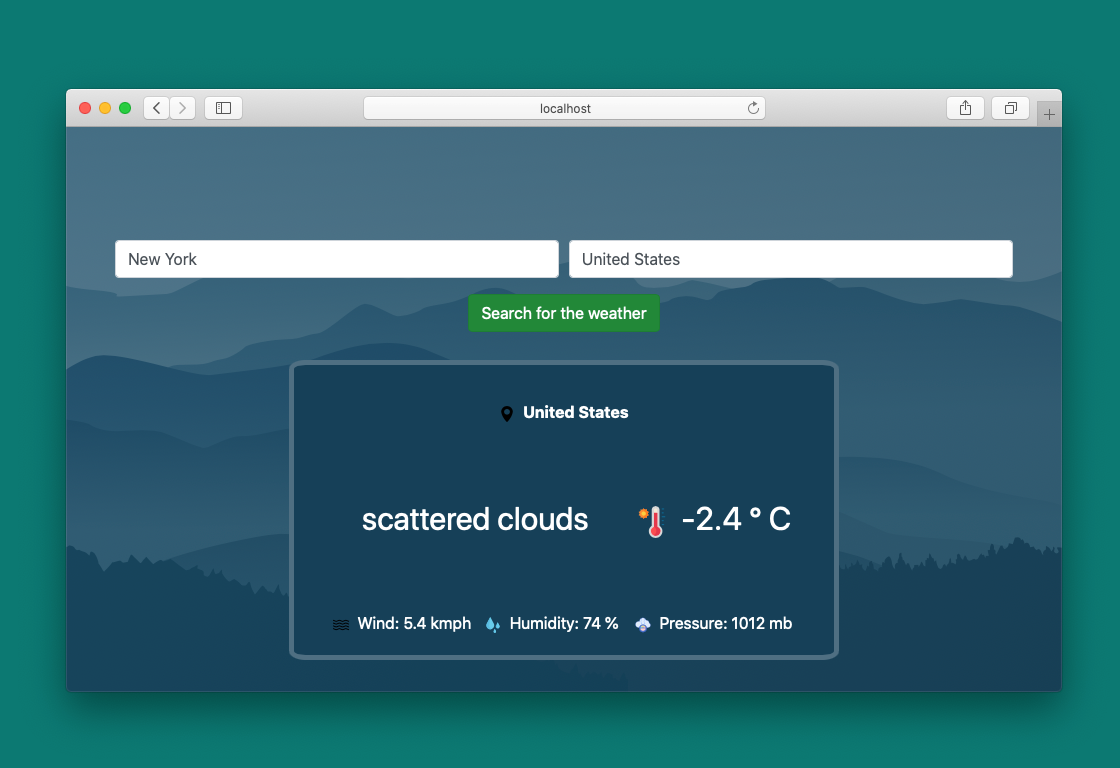 localhost
New York
United States
Search for the weather
United States
scattered clouds
-2.4 ° C
Wind: 5.4 kmph
Humidity: 74 %
Pressure: 1012 mb